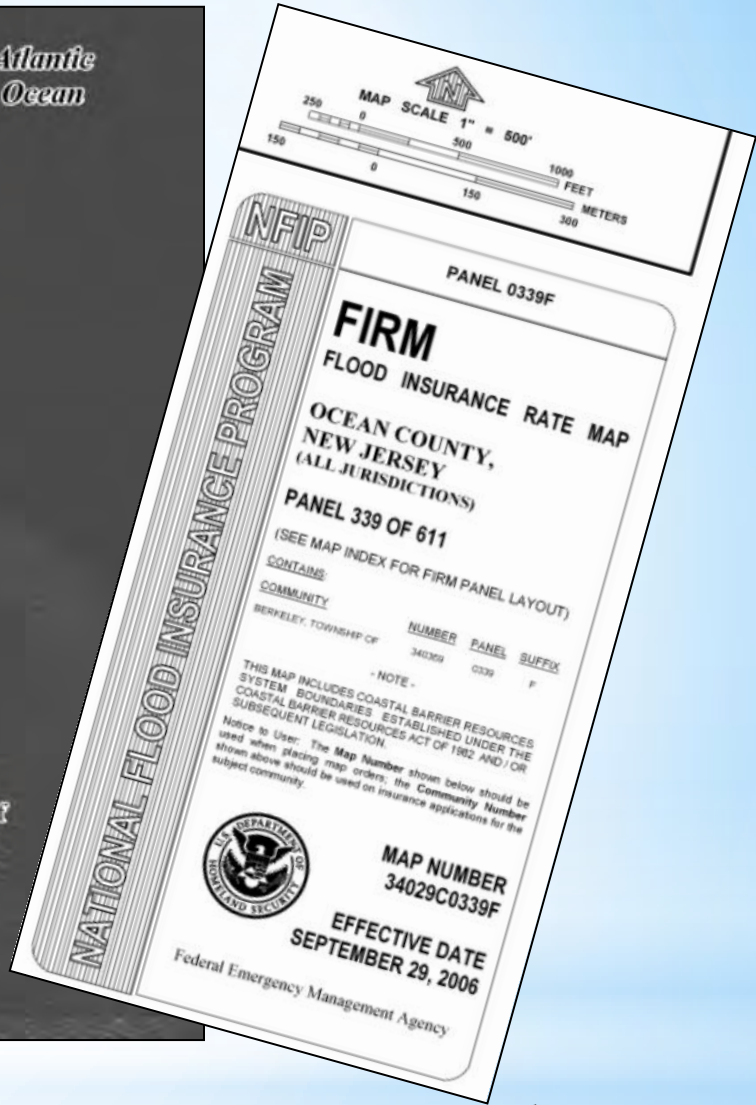 Atlantic
Ocean
N
MAP SCALE 1" = 500'
250 0 500 1000
FEET
150 0 150 300
METERS
NFIP
NATIONAL FLOOD INSURANCE PROGRAM
PANEL 0339F
FIRM
FLOOD INSURANCE RATE MAP
OCEAN COUNTY,
NEW JERSEY
(ALL JURISDICTIONS)
PANEL 339 OF 611
(SEE MAP INDEX FOR FIRM PANEL LAYOUT)
CONTAINS:
COMMUNITY NUMBER PANEL SUFFIX
BERKELEY, TOWNSHIP OF 340369 0339 F
- NOTE -
THIS MAP INCLUDES COASTAL BARRIER RESOURCES
SYSTEM BOUNDARIES ESTABLISHED UNDER THE
COASTAL BARRIER RESOURCES ACT OF 1982 AND / OR
SUBSEQUENT LEGISLATION.
Notice to User: The Map Number shown below should be
used when placing map orders; the Community Number
shown above should be used on insurance applications for the
subject community.
U.S. DEPARTMENT OF
HOMELAND SECURITY
MAP NUMBER
34029C0339F
EFFECTIVE DATE
SEPTEMBER 29, 2006
Federal Emergency Management Agency